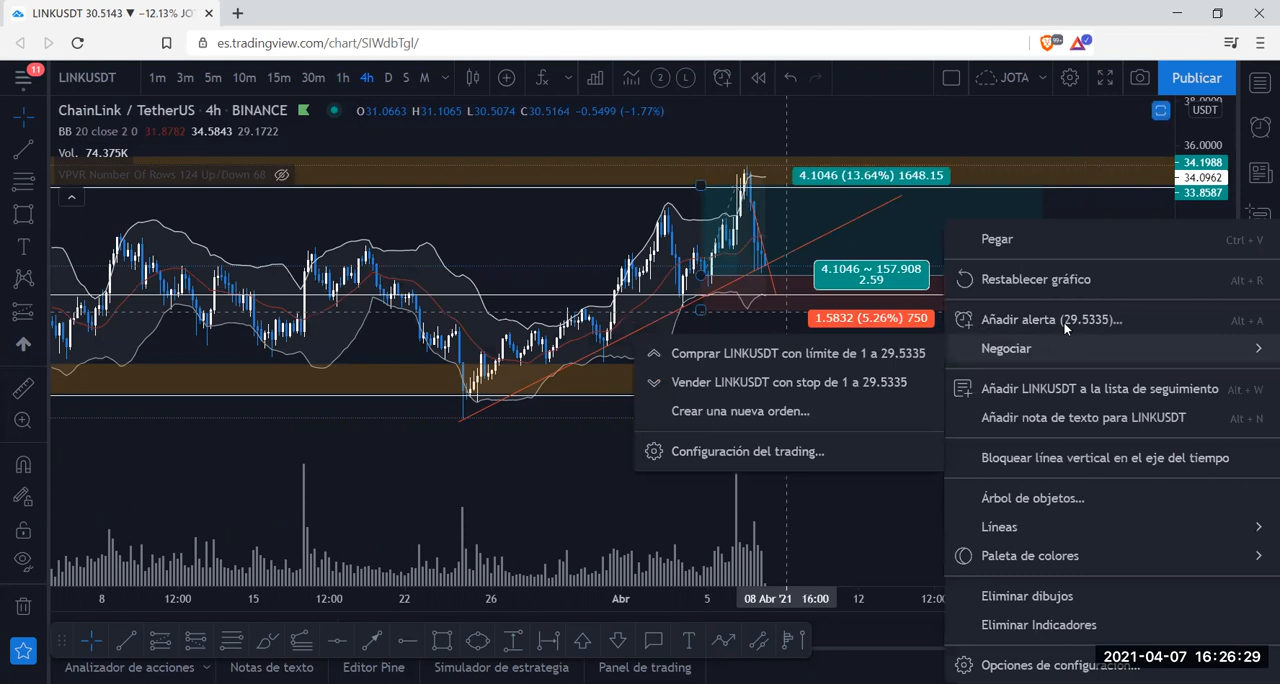 LINKUSDT 30.5143 ▼ −12.13% JO
es.tradingview.com/chart/SIWdbTgl/
99+
11
LINKUSDT
1m 3m 5m 10m 15m 30m 1h 4h D S M
2 L
JOTA
Publicar
ChainLink / TetherUS · 4h · BINANCE
O31.0663 H31.1065 L30.5074 C30.5164 -0.5499 (-1.77%)
BB 20 close 2 0 31.8782 34.5843 29.1722
Vol. 74.375K
VPVR Number Of Rows 124 Up/Down 68
38.0000
USDT
36.0000
34.1988
34.0962
33.8587
4.1046 (13.64%) 1648.15
4.1046 ~ 157.908
2.59
1.5832 (5.26%) 750
Pegar Ctrl + V
Restablecer gráfico Alt + R
Añadir alerta (29.5335)... Alt + A
Negociar
Comprar LINKUSDT con límite de 1 a 29.5335
Vender LINKUSDT con stop de 1 a 29.5335
Crear una nueva orden...
Configuración del trading...
Añadir LINKUSDT a la lista de seguimiento Alt + W
Añadir nota de texto para LINKUSDT Alt + N
Bloquear línea vertical en el eje del tiempo
Árbol de objetos...
Líneas
Paleta de colores
Eliminar dibujos
Eliminar Indicadores
Opciones de configuración...
8 12:00 15 12:00 22 26 Abr 5 08 Abr '21 16:00 12 12:00
Analizador de acciones Notas de texto Editor Pine Simulador de estrategia Panel de trading
2021-04-07 16:26:29